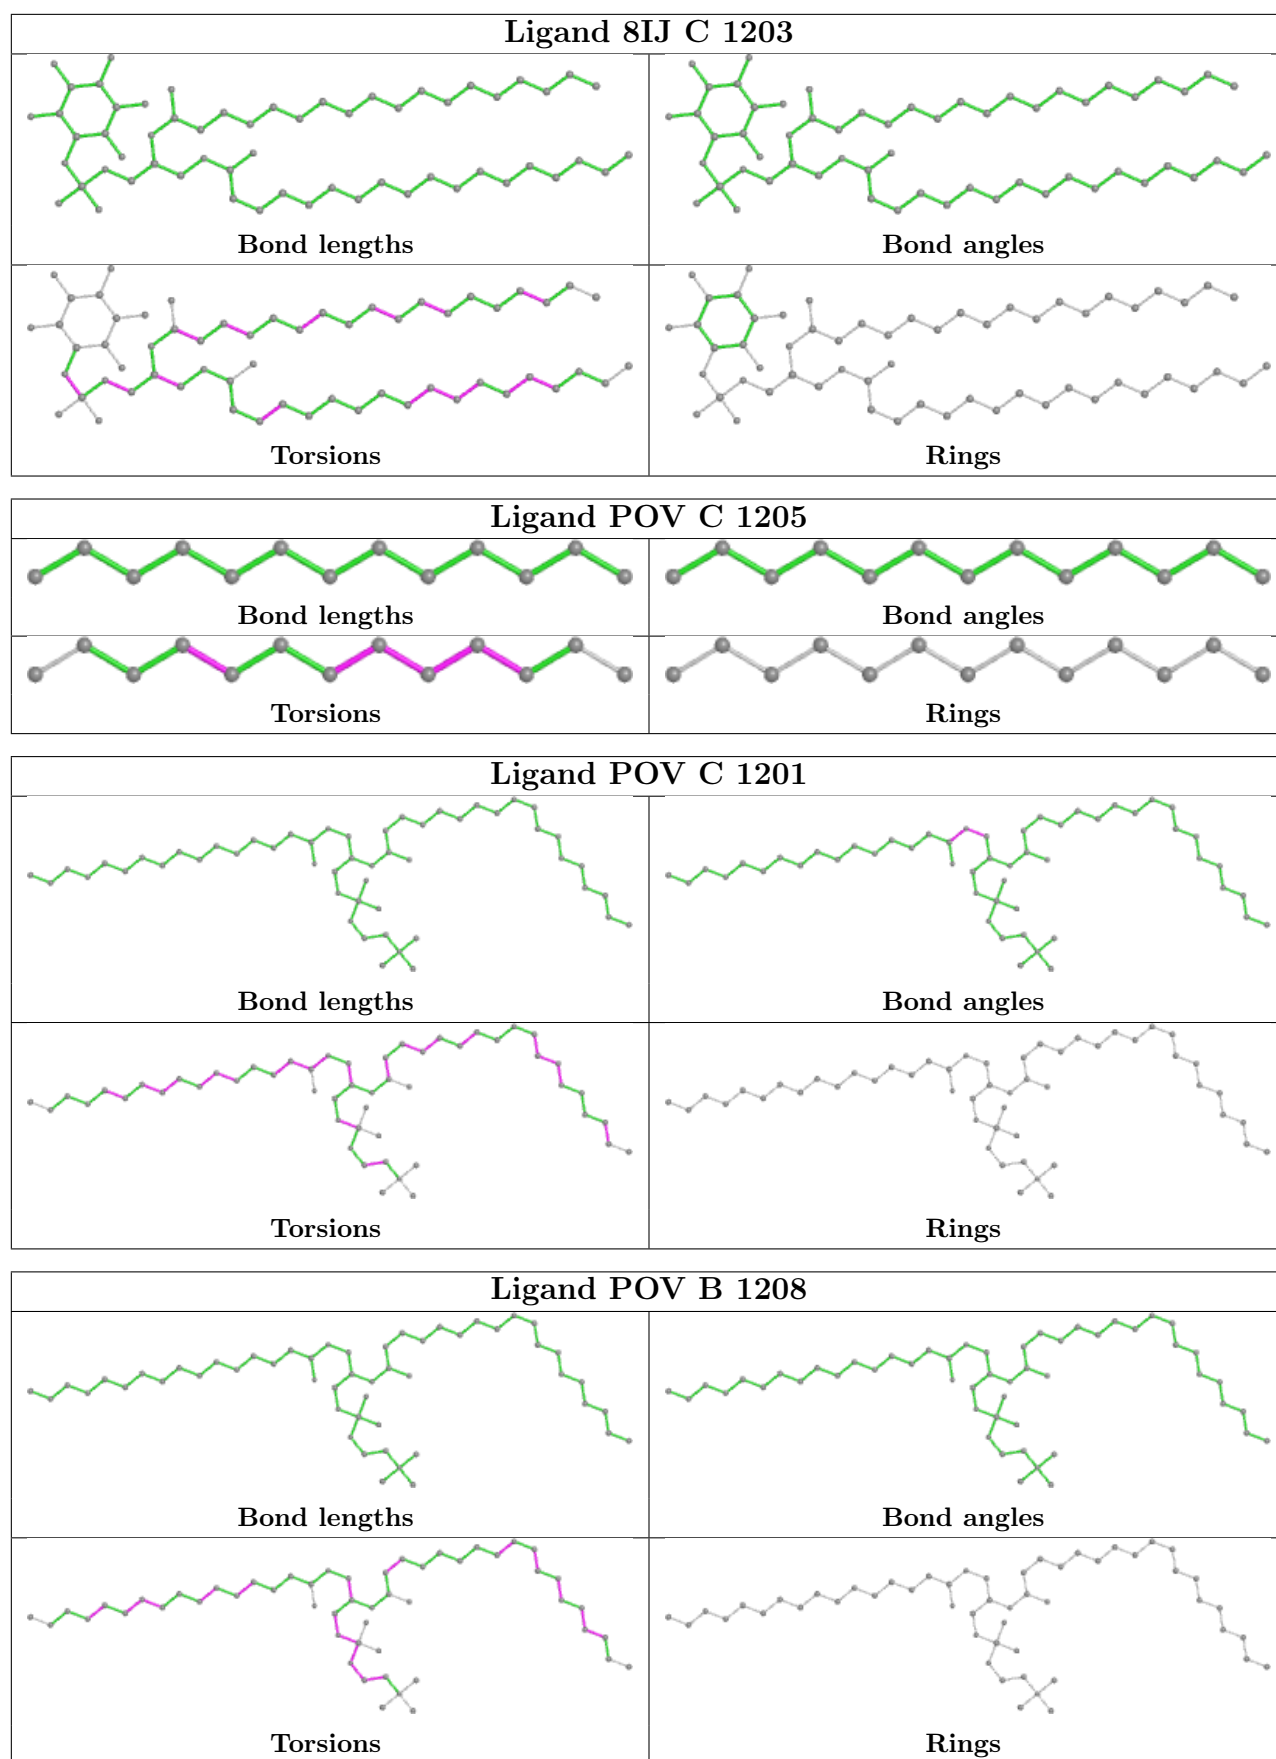 Ligand 8IJ C 1203
Bond lengths
Bond angles
Torsions
Rings
Ligand POV C 1205
Bond lengths
Bond angles
Torsions
Rings
Ligand POV C 1201
Bond lengths
Bond angles
Torsions
Rings
Ligand POV B 1208
Bond lengths
Bond angles
Torsions
Rings